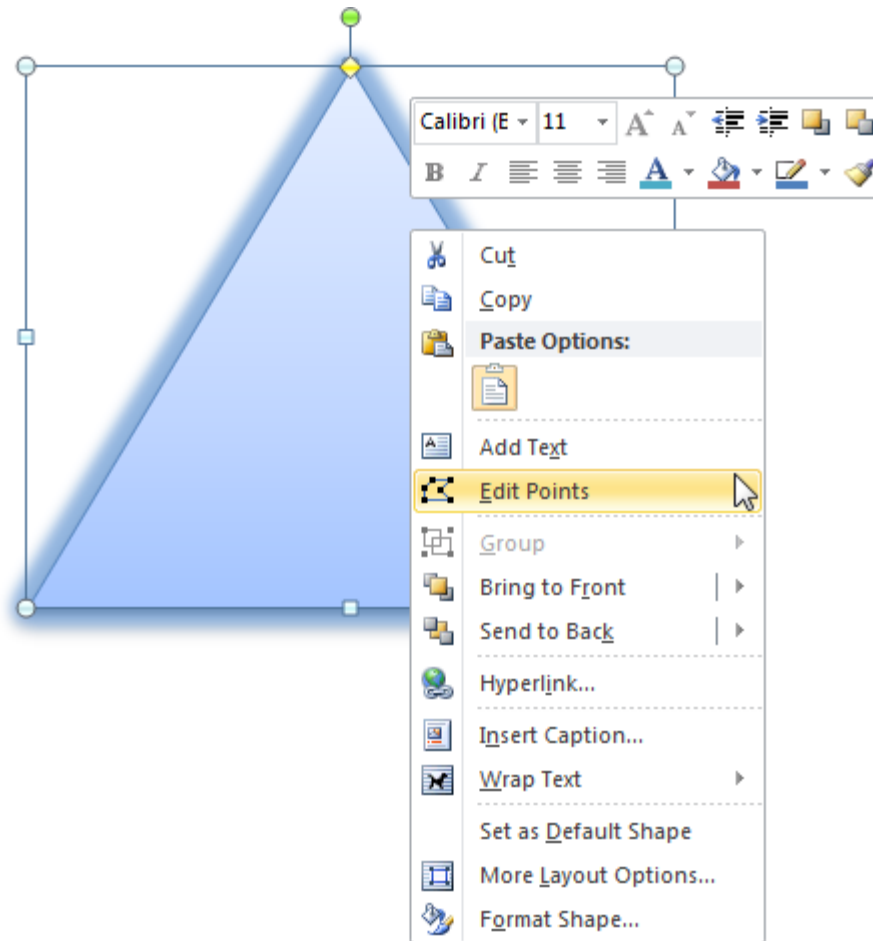 Calibri (E 11 A A
B I A
Cut
Copy
Paste Options:
Add Text
Edit Points
Group
Bring to Front
Send to Back
Hyperlink...
Insert Caption...
Wrap Text
Set as Default Shape
More Layout Options...
Format Shape...